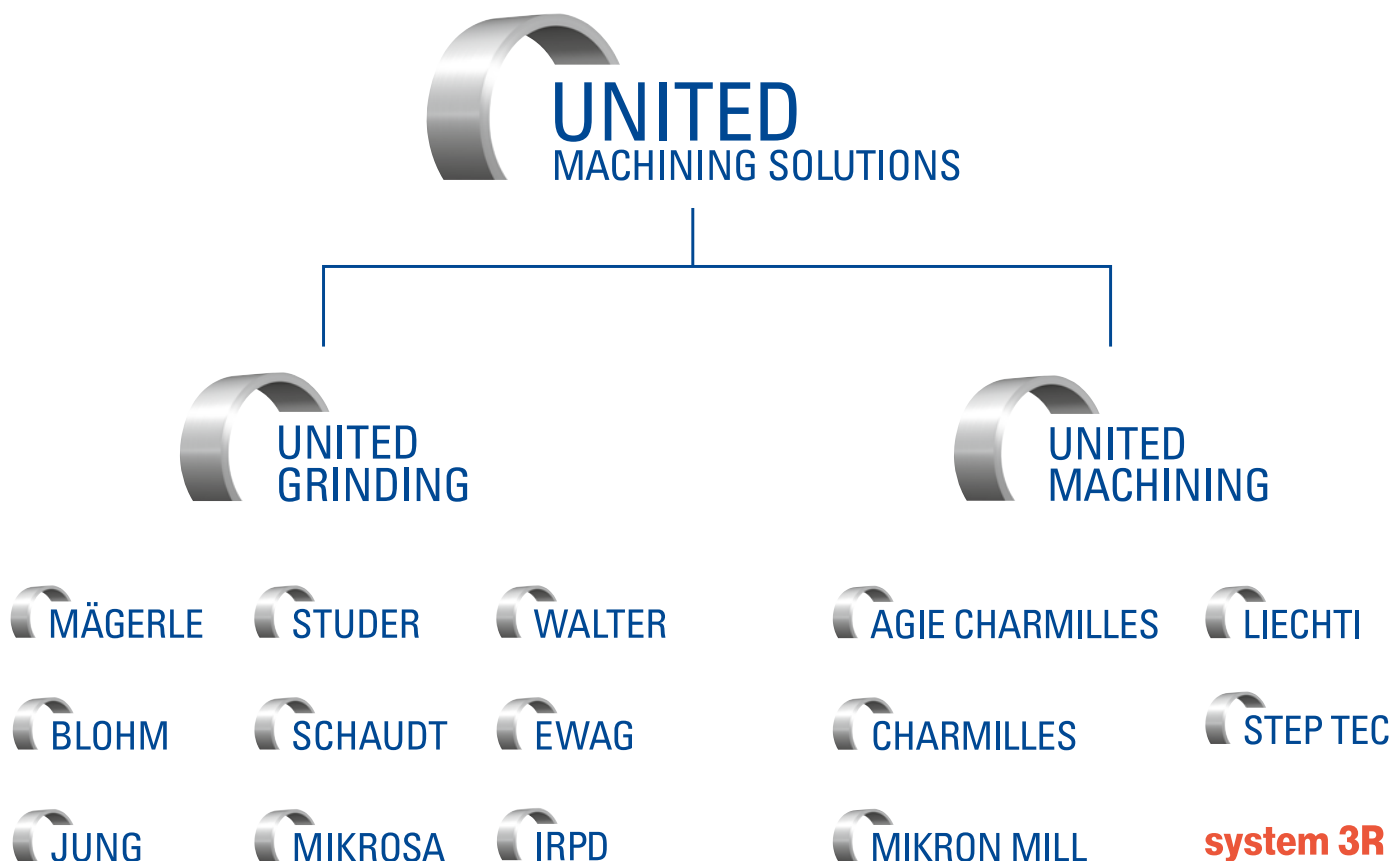 UNITED
MACHINING SOLUTIONS
UNITED
GRINDING
UNITED
MACHINING
MÄGERLE
STUDER
WALTER
AGIE CHARMILLES
LIECHTI
BLOHM
SCHAUDT
EWAG
CHARMILLES
STEP TEC
JUNG
MIKROSA
IRPD
MIKRON MILL
system 3R